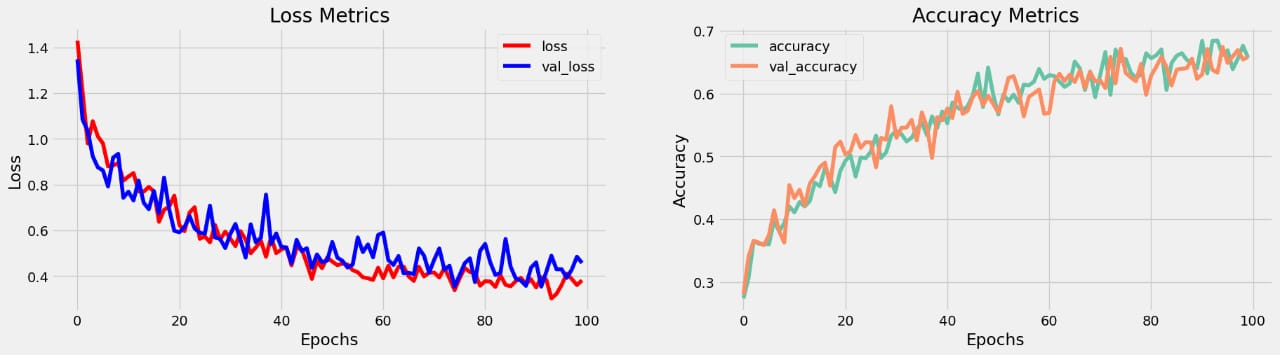 Loss Metrics
loss
val_loss
Loss
1.4
1.2
1.0
0.8
0.6
0.4
0
20
40
60
80
100
Epochs
Accuracy Metrics
accuracy
val_accuracy
Accuracy
0.7
0.6
0.5
0.4
0.3
0
20
40
60
80
100
Epochs